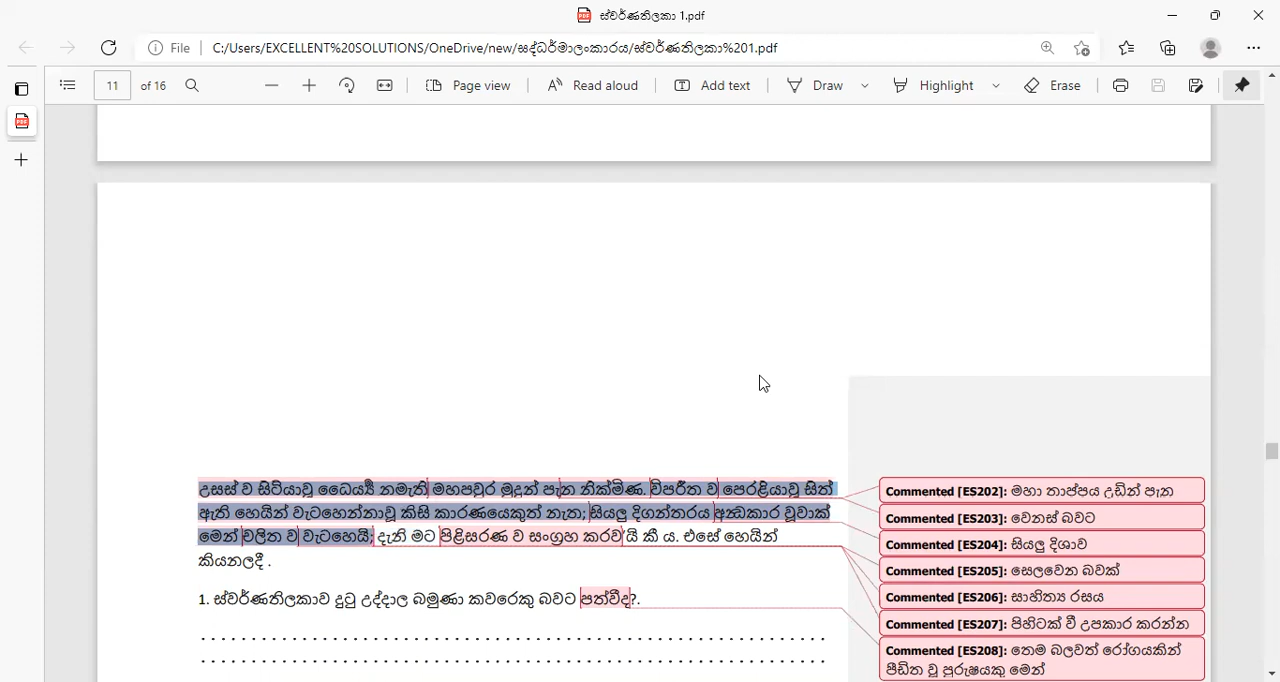 ස්වර්ණතිලකා 1.pdf
File C:/Users/EXCELLENT%20SOLUTIONS/OneDrive/new/සද්ධර්මාලංකාරය/ස්වර්ණතිලකා%201.pdf
11 of 16 Page view Read aloud Add text Draw Highlight Erase
උසස් ව සිටියාවූ ධෛර්‍ය්‍ය නමැති මහපවුර මුදුන් පැන නික්මිණ. විපරීත ව පෙරළියාවූ සිත්
ඇති හෙයින් වැටහෙන්නාවූ කිසි කාරණයෙකුත් නැත; සියලු දිගන්තරය අන්‍ධකාර වූවාක්
මෙන් චලිත ව වැටහෙයි; දැනි මට පිළිසරණ ව සංග්‍රහ කරව'යි කී ය. එසේ හෙයින්
කියනලදී .
1. ස්වර්ණතිලකාව දුටු උද්දාල බමුණා කවරෙකු බවට පත්වීද?.
. . . . . . . . . . . . . . . . . . . . . . . . . . . . . . . . . . . . . . . . . . . . . . . . . .
. . . . . . . . . . . . . . . . . . . . . . . . . . . . . . . . . . . . . . . . . . . . . . . . . .
Commented [ES202]: මහා තාප්පය උඩින් පැන
Commented [ES203]: වෙනස් බවට
Commented [ES204]: සියලු දිශාව
Commented [ES205]: සෙලවෙන බවක්
Commented [ES206]: සාහිත්‍ය රසය
Commented [ES207]: පිහිටක් වී උපකාර කරන්න
Commented [ES208]: තෙම බලවත් රෝගයකින්
පීඩිත වූ පුරුෂයකු මෙන්